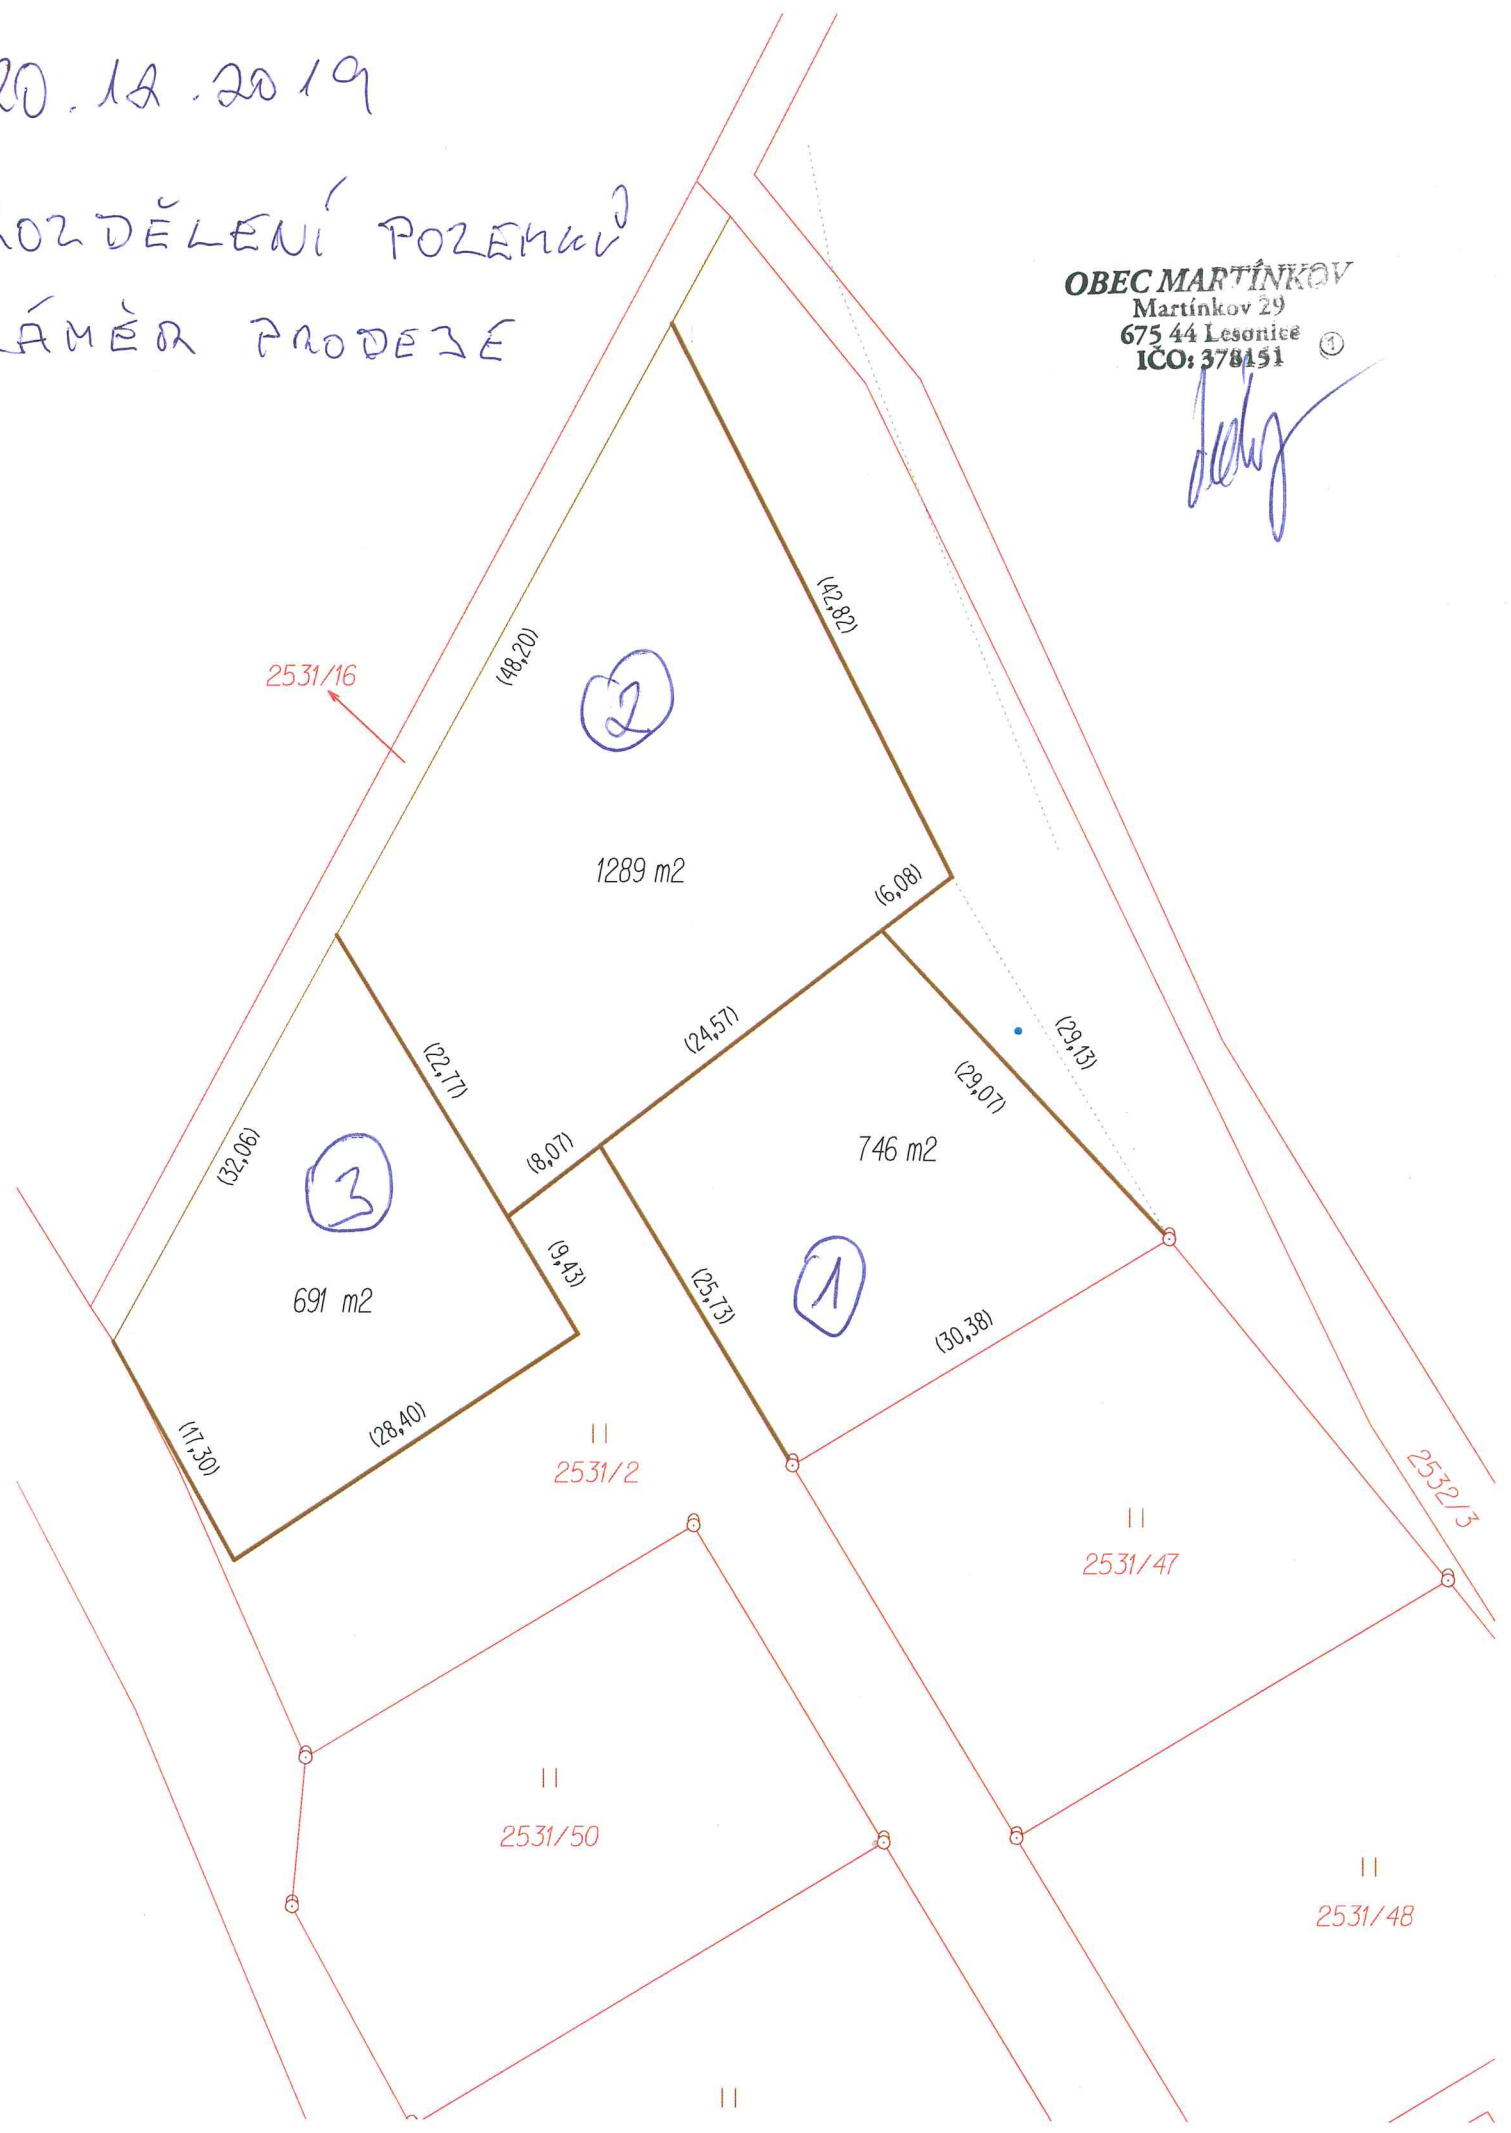 20.12.2019
ROZDĚLENÍ POZEMKŮ
ZÁMĚR PRODEJE
OBEC MARTÍNKOV
Martínkov 29
675 44 Lesonice
IČO: 378151
1
(42,82)
(48,20)
2531/16
2
1289 m2
(6,08)
(24,57)
(29,13)
(22,77)
(29,07)
(8,07)
746 m2
(32,06)
3
(9,43)
(25,73)
1
691 m2
(30,38)
(17,30)
(28,40)
2531/2
2532/3
2531/47
2531/50
2531/48